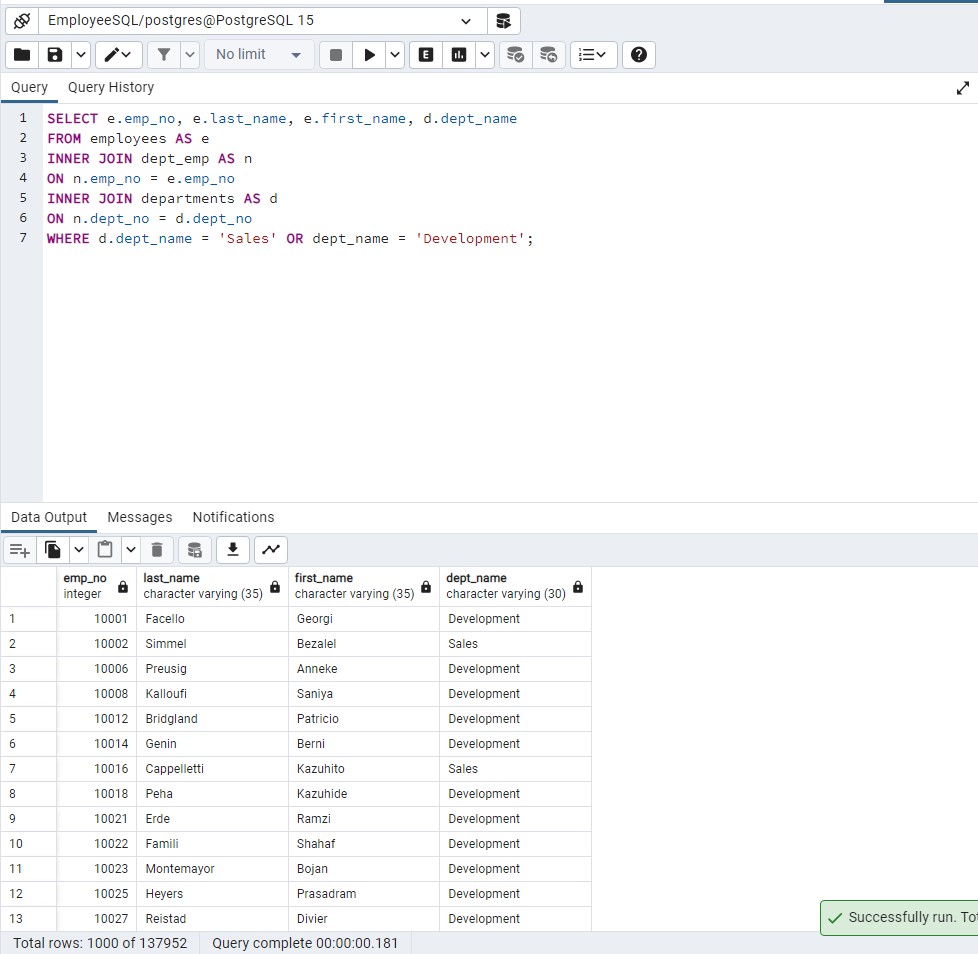 EmployeeSQL/postgres@PostgreSQL 15
No limit
E
Query Query History
1 SELECT e.emp_no, e.last_name, e.first_name, d.dept_name
2 FROM employees AS e
3 INNER JOIN dept_emp AS n
4 ON n.emp_no = e.emp_no
5 INNER JOIN departments AS d
6 ON n.dept_no = d.dept_no
7 WHERE d.dept_name = 'Sales' OR dept_name = 'Development';
Data Output Messages Notifications
emp_no last_name first_name dept_name
integer character varying (35) character varying (35) character varying (30)
1 10001 Facello Georgi Development
2 10002 Simmel Bezalel Sales
3 10006 Preusig Anneke Development
4 10008 Kalloufi Saniya Development
5 10012 Bridgland Patricio Development
6 10014 Genin Berni Development
7 10016 Cappelletti Kazuhito Sales
8 10018 Peha Kazuhide Development
9 10021 Erde Ramzi Development
10 10022 Famili Shahaf Development
11 10023 Montemayor Bojan Development
12 10025 Heyers Prasadram Development
13 10027 Reistad Divier Development
Successfully run. Tot
Total rows: 1000 of 137952 Query complete 00:00:00.181